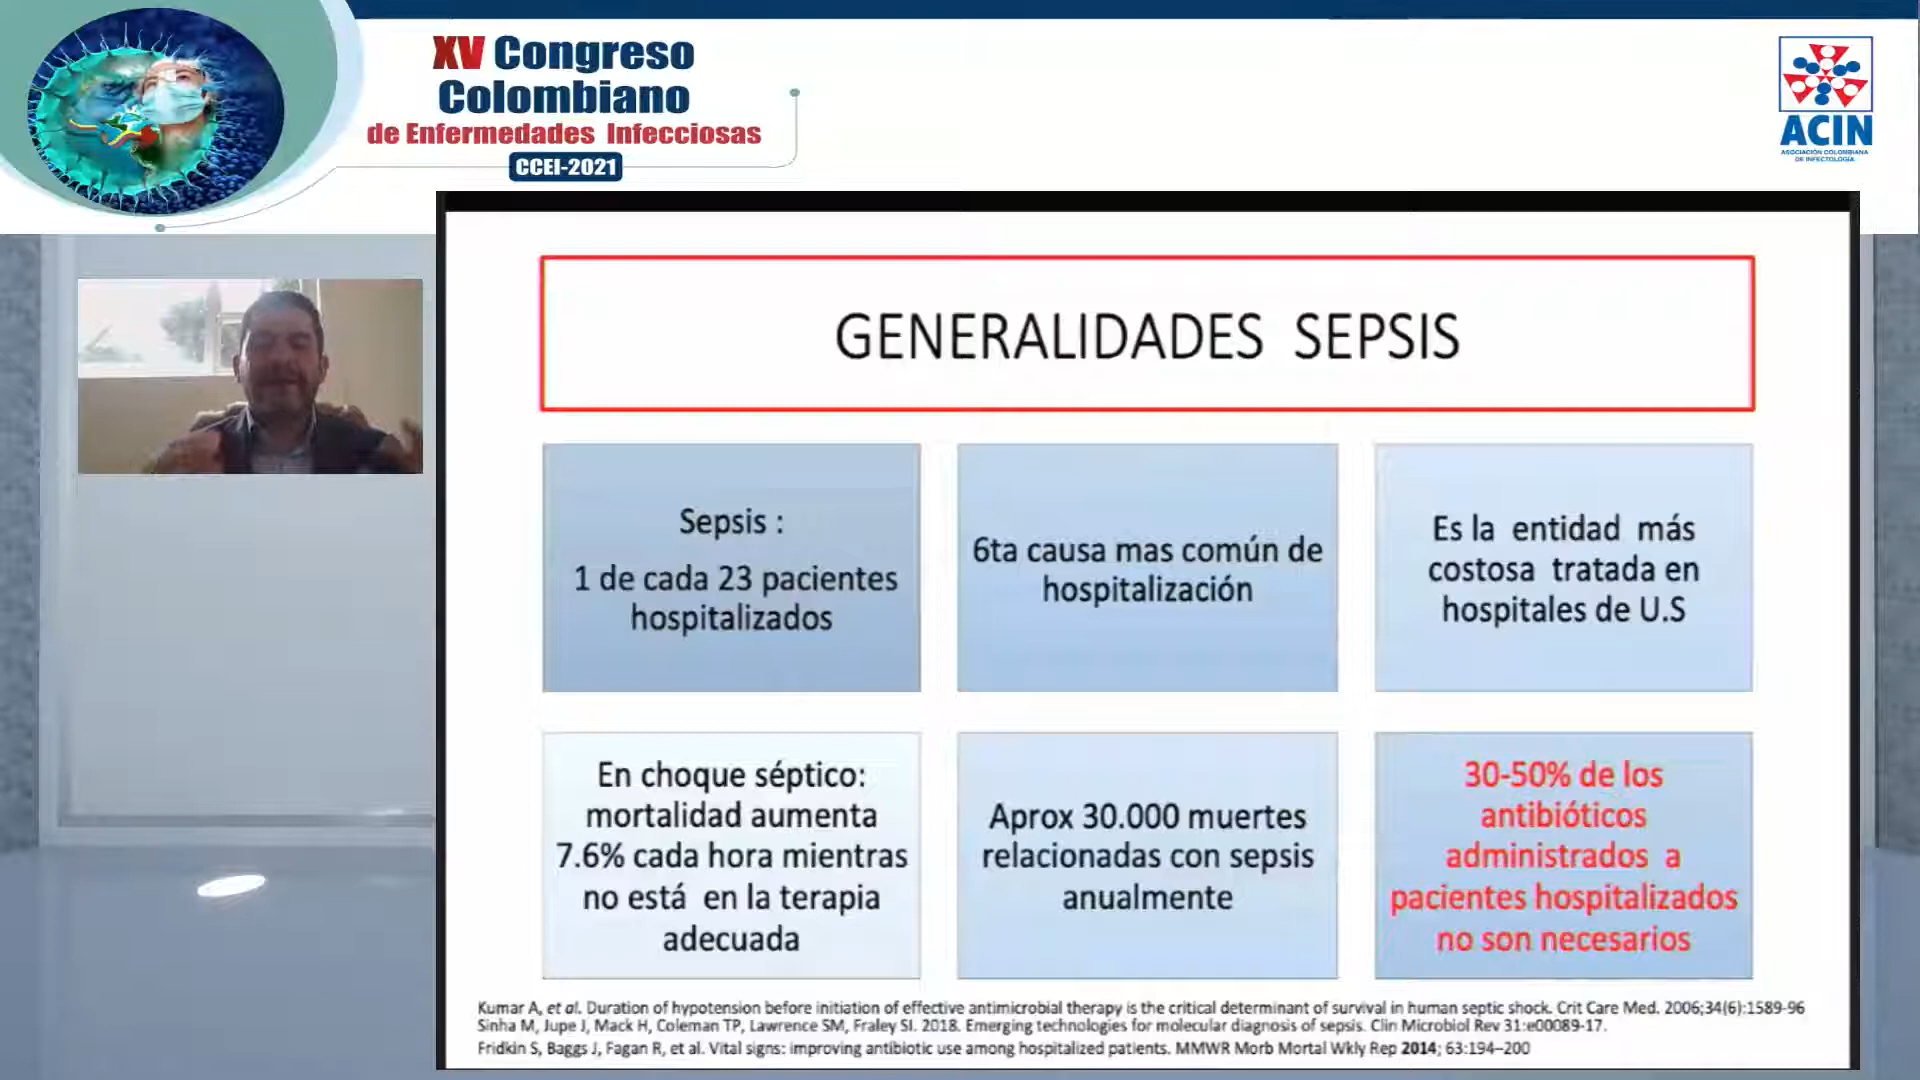 XV Congreso
Colombiano
de Enfermedades Infecciosas
CCEI-2021
ACIN
ASOCIACIÓN COLOMBIANA
DE INFECTOLOGÍA
GENERALIDADES SEPSIS
Sepsis :
1 de cada 23 pacientes
hospitalizados
6ta causa mas común de
hospitalización
Es la entidad más
costosa tratada en
hospitales de U.S
En choque séptico:
mortalidad aumenta
7.6% cada hora mientras
no está en la terapia
adecuada
Aprox 30.000 muertes
relacionadas con sepsis
anualmente
30-50% de los
antibióticos
administrados a
pacientes hospitalizados
no son necesarios
Kumar A, et al. Duration of hypotension before initiation of effective antimicrobial therapy is the critical determinant of survival in human septic shock. Crit Care Med. 2006;34(6):1589-96
Sinha M, Jupe J, Mack H, Coleman TP, Lawrence SM, Fraley SI. 2018. Emerging technologies for molecular diagnosis of sepsis. Clin Microbiol Rev 31:e00089-17.
Fridkin S, Baggs J, Fagan R, et al. Vital signs: improving antibiotic use among hospitalized patients. MMWR Morb Mortal Wkly Rep 2014; 63:194–200